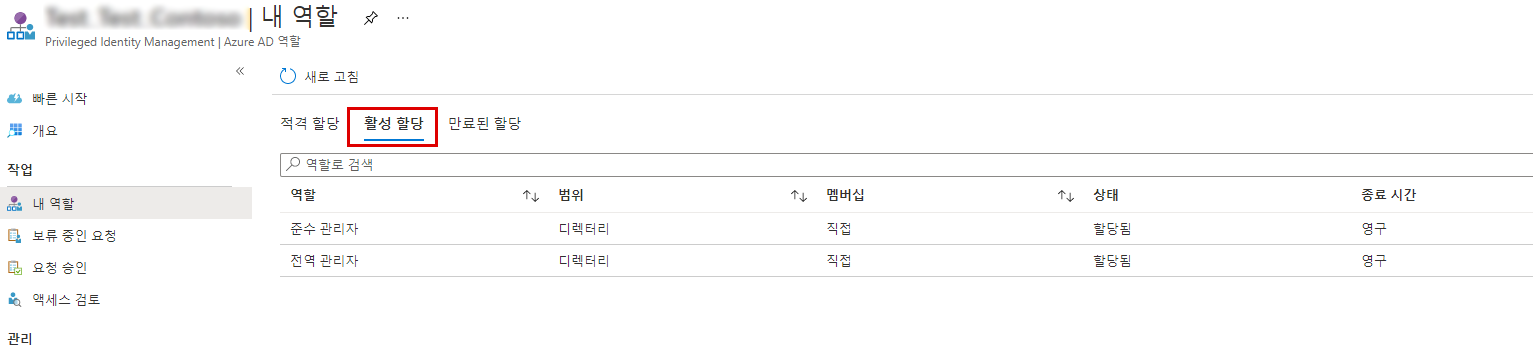 | 내 역할
Privileged Identity Management | Azure AD 역할
«
빠른 시작
개요
작업
내 역할
보류 중인 요청
요청 승인
액세스 검토
관리
새로 고침
적격 할당 활성 할당 만료된 할당
역할로 검색
역할 범위 멤버십 상태 종료 시간
준수 관리자 디렉터리 직접 할당됨 영구
전역 관리자 디렉터리 직접 할당됨 영구